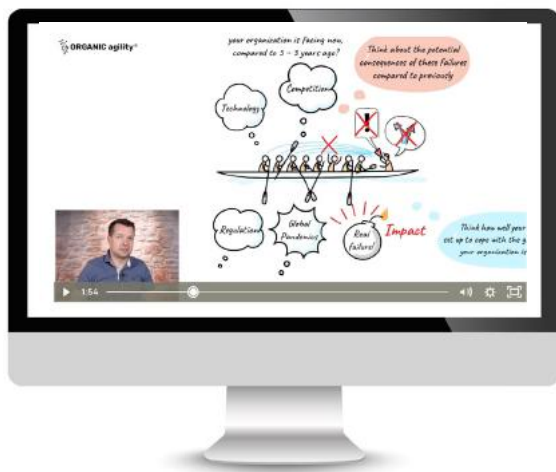 ORGANIC agility®
your organization is facing now,
compared to 3 – 5 years ago?
Think about the potential
consequences of these failures
compared to previously
Competition
Technology
Regulation
Global
Pandemics
Real
failure!
Impact
Think how well your
set up to cope with the g
your organization is
1:54